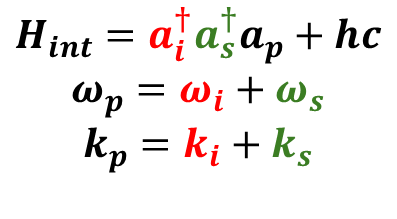 H_int = a_i^† a_s^† a_p + hc
ω_p = ω_i + ω_s
k_p = k_i + k_s